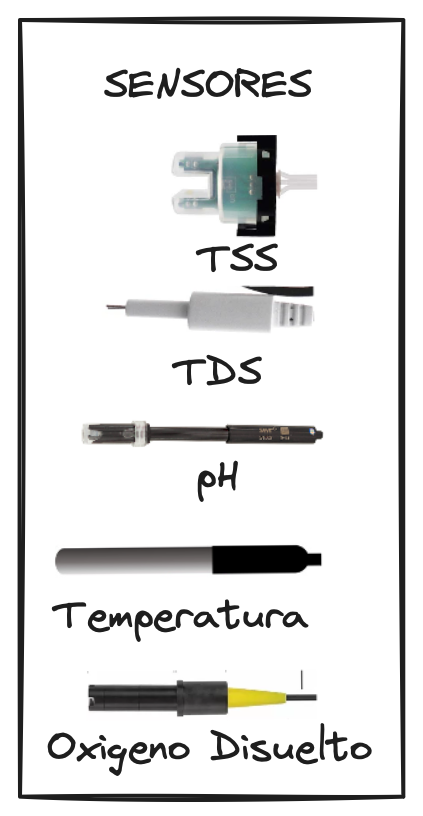 SENSORES
TSS
TDS
pH
Temperatura
Oxigeno Disuelto